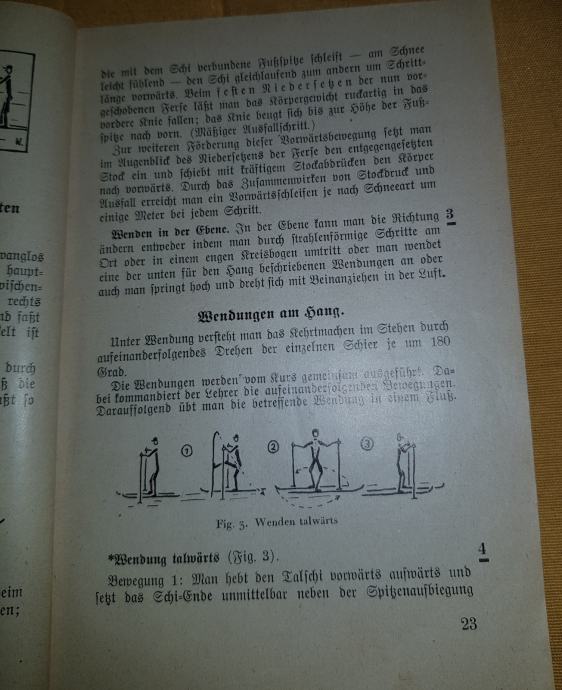 ten
vanglos
haupt-
wischen-
rechts
nd faßt
elt ist
durch
ß die
ußt so
eim
en;
die mit dem Schi verbundene Fußspitze schleift — am Schnee
leicht fühlend — den Schi gleichlaufend zum andern um Schritt-
länge vorwärts. Beim festen Niedersetzen der nun vor-
geschobenen Ferse läßt man das Körpergewicht ruckartig in das
vordere Knie fallen; das Knie beugt sich bis zur Höhe der Fuß-
spitze nach vorn. (Mäßiger Ausfallschritt.)
Zur weiteren Förderung dieser Vorwärtsbewegung setzt man
im Augenblick des Niedersetzens der Ferse den entgegengesetzten
Stock ein und schiebt mit kräftigem Stockabdrücken den Körper
nach vorwärts. Durch das Zusammenwirken von Stockdruck und
Ausfall erreicht man ein Vorwärtsschleifen je nach Schneeart um
einige Meter bei jedem Schritt.
Wenden in der Ebene. In der Ebene kann man die Richtung 3
ändern entweder indem man durch strahlenförmige Schritte am
Ort oder in einem engen Kreisbogen umtritt oder man wendet
eine der unten für den Hang beschriebenen Wendungen an oder
auch man springt hoch und dreht sich mit Beinanziehen in der Luft.
Wendungen am Hang.
Unter Wendung versteht man das Kehrtmachen im Stehen durch
aufeinanderfolgendes Drehen der einzelnen Schier je um 180
Grad.
Die Wendungen werden vom Kurs gemeinsam ausgeführt. Da-
bei kommandiert der Lehrer die aufeinanderfolgenden Bewegungen.
Darauffolgend übt man die betreffende Wendung in einem Fluß.
1 2 3
Fig. 3. Wenden talwärts
*Wendung talwärts (Fig. 3). 4
Bewegung 1: Man hebt den Talschi vorwärts aufwärts und
setzt das Schi-Ende unmittelbar neben der Spitzenaufbiegung
23